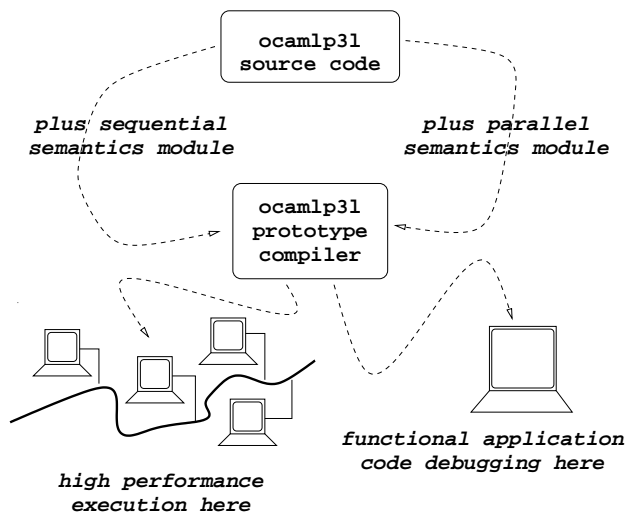 ocamlp3l
source code
plus sequential
semantics module
plus parallel
semantics module
ocamlp3l
prototype
compiler
functional application
code debugging here
high performance
execution here